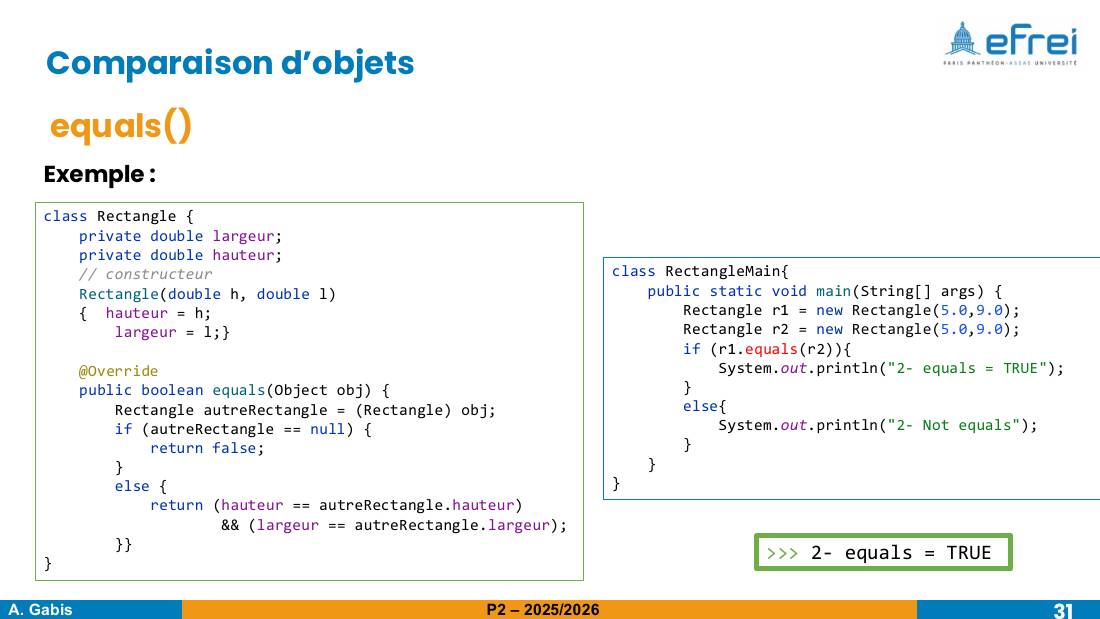 efrei
PARIS PANTHÉON-ASSAS UNIVERSITÉ
Comparaison d’objets
equals()
Exemple :
class Rectangle {
    private double largeur;
    private double hauteur;
    // constructeur
    Rectangle(double h, double l)
    {  hauteur = h;
        largeur = l;}
    @Override
    public boolean equals(Object obj) {
        Rectangle autreRectangle = (Rectangle) obj;
        if (autreRectangle == null) {
            return false;
        }
        else {
            return (hauteur == autreRectangle.hauteur)
                    && (largeur == autreRectangle.largeur);
        }}
}
class RectangleMain{
    public static void main(String[] args) {
        Rectangle r1 = new Rectangle(5.0,9.0);
        Rectangle r2 = new Rectangle(5.0,9.0);
        if (r1.equals(r2)){
            System.out.println("2- equals = TRUE");
        }
        else{
            System.out.println("2- Not equals");
        }
    }
}
>>> 2- equals = TRUE
A. Gabis
P2 – 2025/2026
31